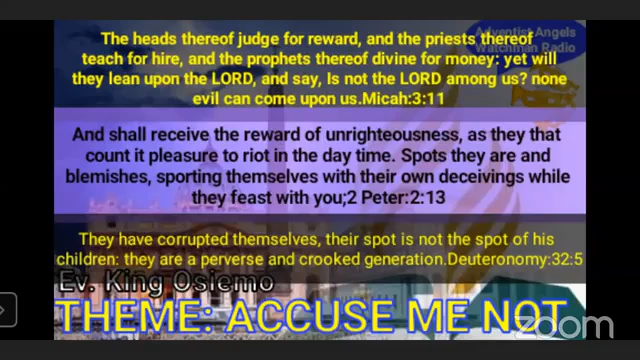 Adventist Angels
Watchman Radio
The heads thereof judge for reward, and the priests thereof
teach for hire, and the prophets thereof divine for money: yet will
they lean upon the LORD, and say, Is not the LORD among us? none
evil can come upon us.Micah:3:11
And shall receive the reward of unrighteousness, as they that
count it pleasure to riot in the day time. Spots they are and
blemishes, sporting themselves with their own deceivings while
they feast with you;2 Peter:2:13
They have corrupted themselves, their spot is not the spot of his
children: they are a perverse and crooked generation.Deuteronomy:32:5
Ev. King Osiemo
THEME: ACCUSE ME NOT
zoom